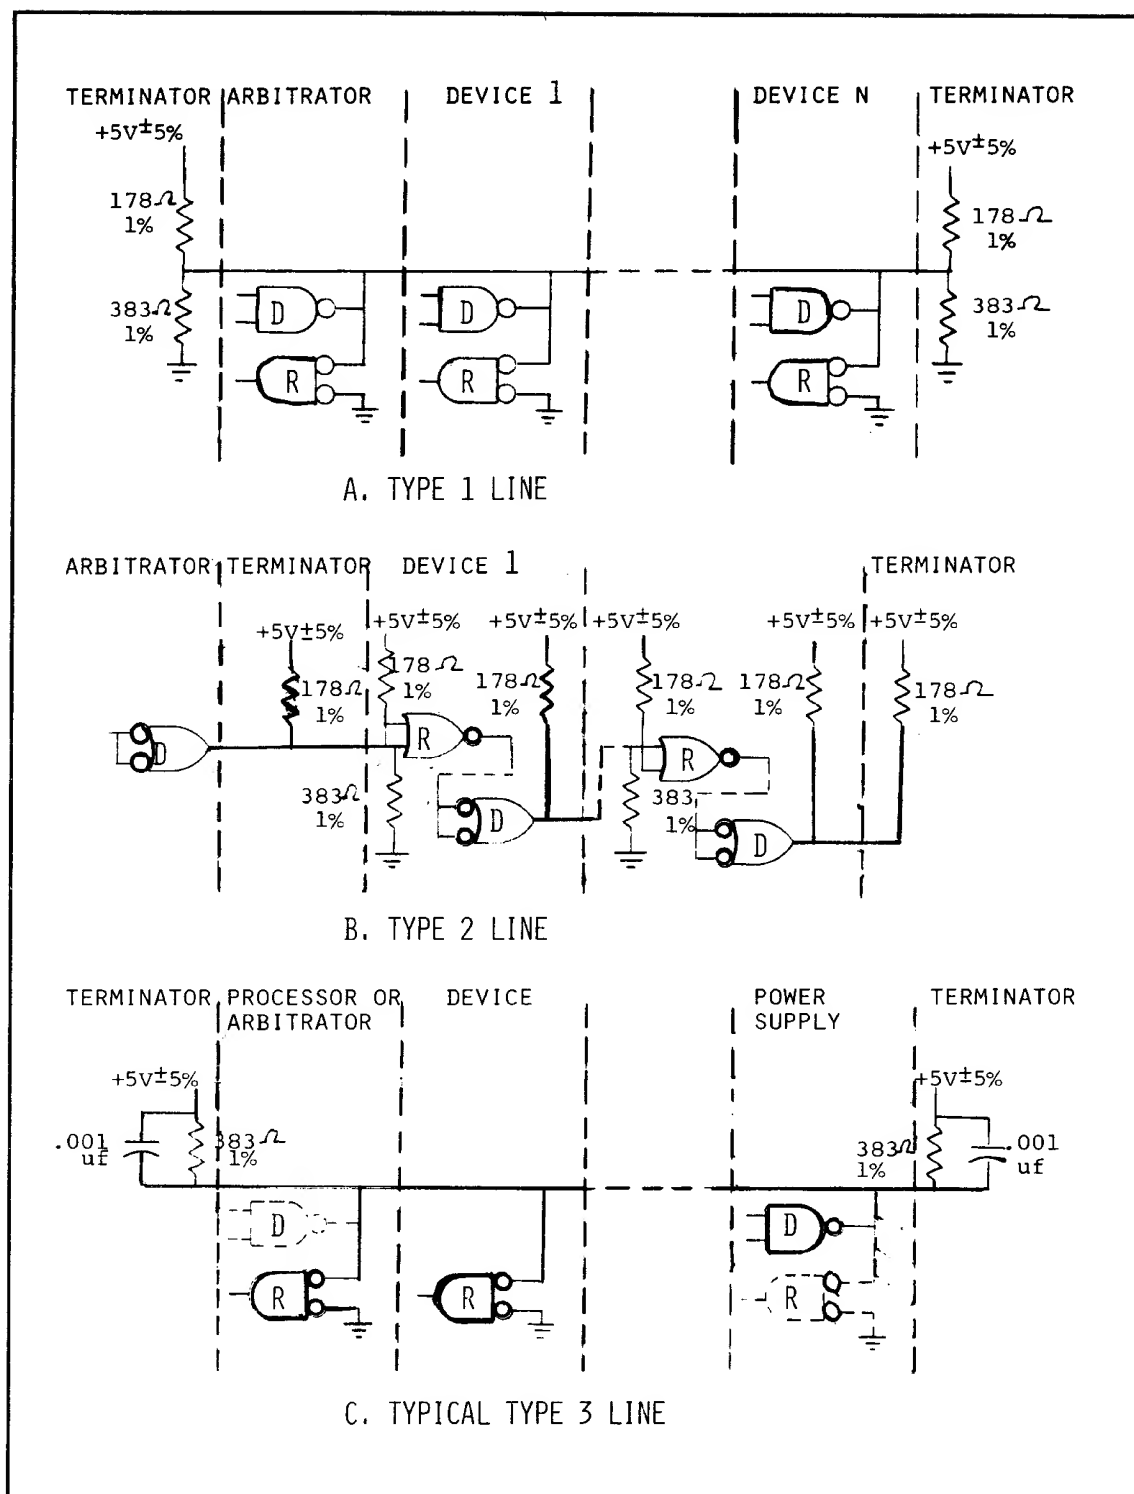 TERMINATOR ARBITRATOR DEVICE 1 DEVICE N TERMINATOR
+5V±5% +5V±5%
178Ω 178Ω
1% 1%
D D D
383Ω 383Ω
1% 1%
R R R
A. TYPE 1 LINE
ARBITRATOR TERMINATOR DEVICE 1 TERMINATOR
+5V±5% +5V±5% +5V±5% +5V±5% +5V±5% +5V±5%
178Ω 178Ω 178Ω 178Ω 178Ω 178Ω
1% 1% 1% 1% 1% 1%
D R R
383Ω 383
1% 1%
D D
B. TYPE 2 LINE
TERMINATOR PROCESSOR OR DEVICE POWER TERMINATOR
ARBITRATOR SUPPLY
+5V±5% +5V±5%
.001 383Ω 383Ω .001
uf 1% 1% uf
D D
R R R
C. TYPICAL TYPE 3 LINE